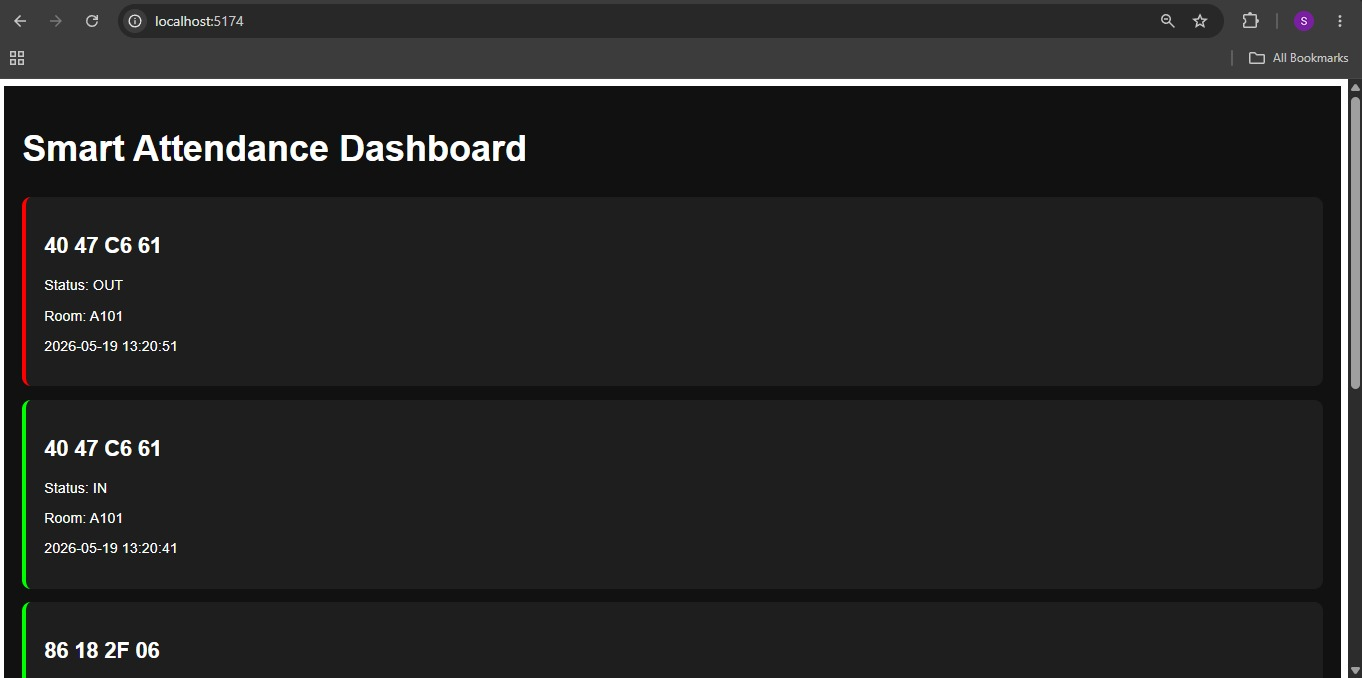 localhost:5174
S
All Bookmarks
Smart Attendance Dashboard
40 47 C6 61
Status: OUT
Room: A101
2026-05-19 13:20:51
40 47 C6 61
Status: IN
Room: A101
2026-05-19 13:20:41
86 18 2F 06